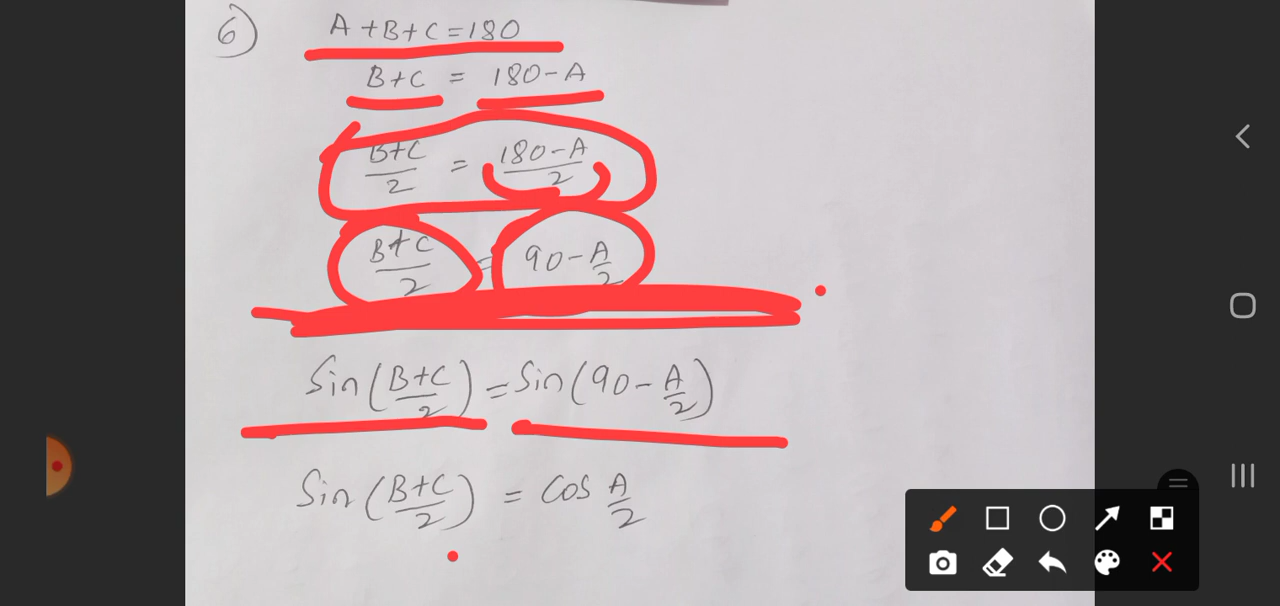 6) A+B+C=180
B+C = 180-A
B+C/2 = 180-A/2
B+C/2 = 90-A/2
Sin(B+C/2) = Sin(90-A/2)
Sin(B+C/2) = Cos A/2